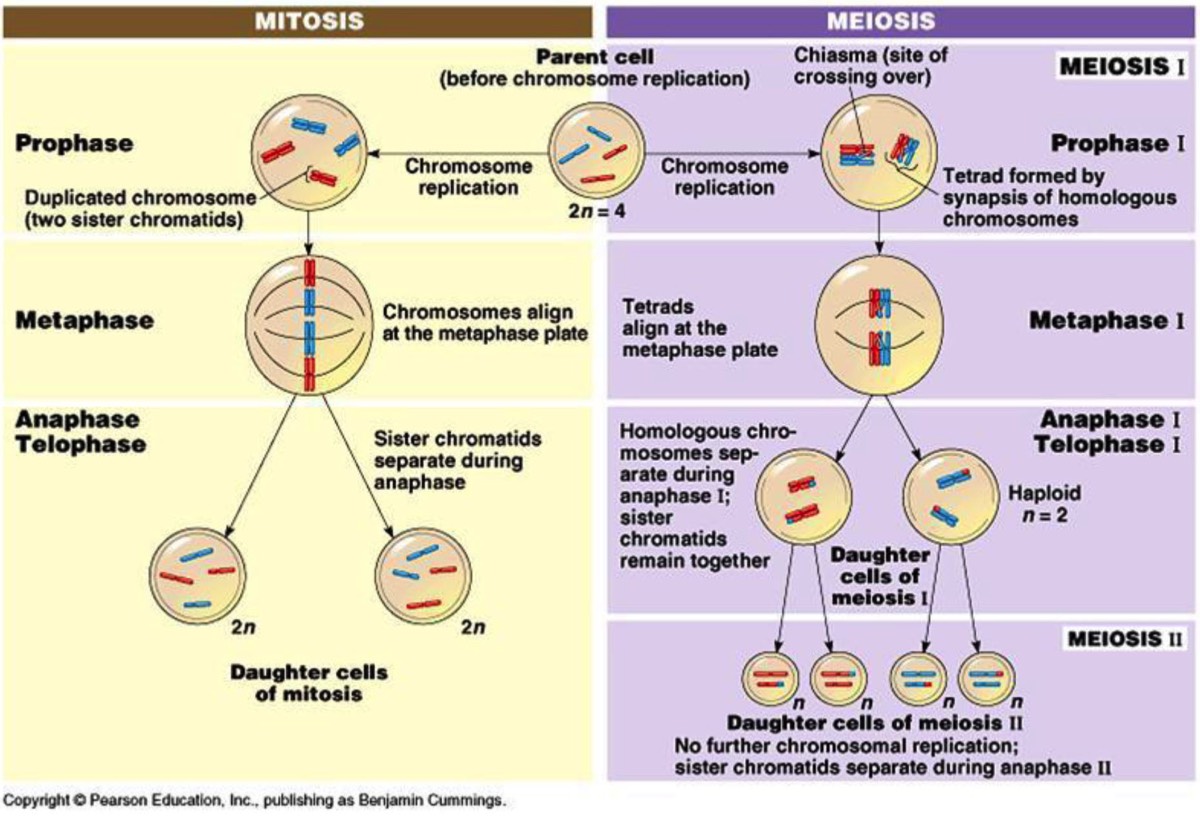 MITOSIS
MEIOSIS
Parent cell
(before chromosome replication)
Chiasma (site of
crossing over)
MEIOSIS I
Prophase
Prophase I
Chromosome
replication
Chromosome
replication
Duplicated chromosome
(two sister chromatids)
2n = 4
Tetrad formed by
synapsis of homologous
chromosomes
Metaphase
Chromosomes align
at the metaphase plate
Tetrads
align at the
metaphase plate
Metaphase I
Anaphase
Telophase
Sister chromatids
separate during
anaphase
Homologous chro-
mosomes sep-
arate during
anaphase I;
sister
chromatids
remain together
Anaphase I
Telophase I
Haploid
n = 2
Daughter
cells of
meiosis I
2n
2n
Daughter cells
of mitosis
MEIOSIS II
n
n
n
n
Daughter cells of meiosis II
No further chromosomal replication;
sister chromatids separate during anaphase II
Copyright © Pearson Education, Inc., publishing as Benjamin Cummings.